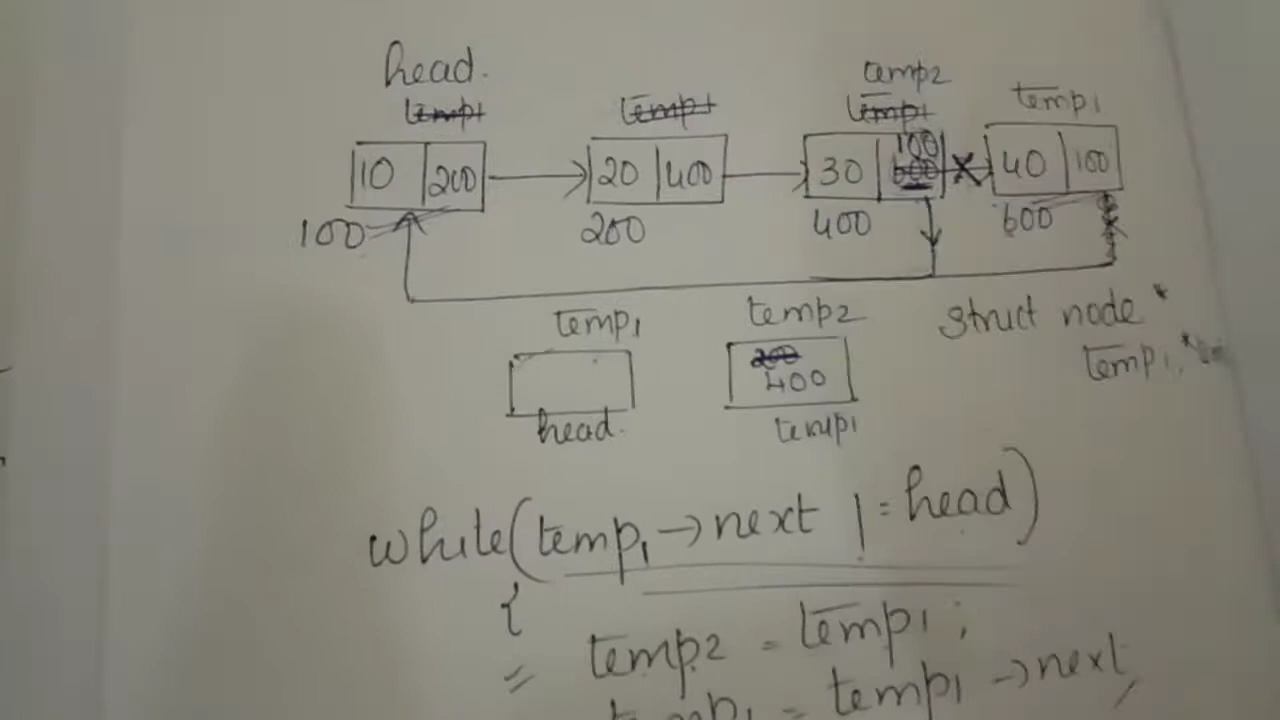 head.
temp1 temp1 temp2
temp1 temp1
10 200 20 400 30 100 600 40 100
100 200 400 600
temp1 temp2 struct node *
200 400 temp1, *
head. temp1
while(temp1->next != head)
{
temp2 = temp1;
temp1 = temp1->next